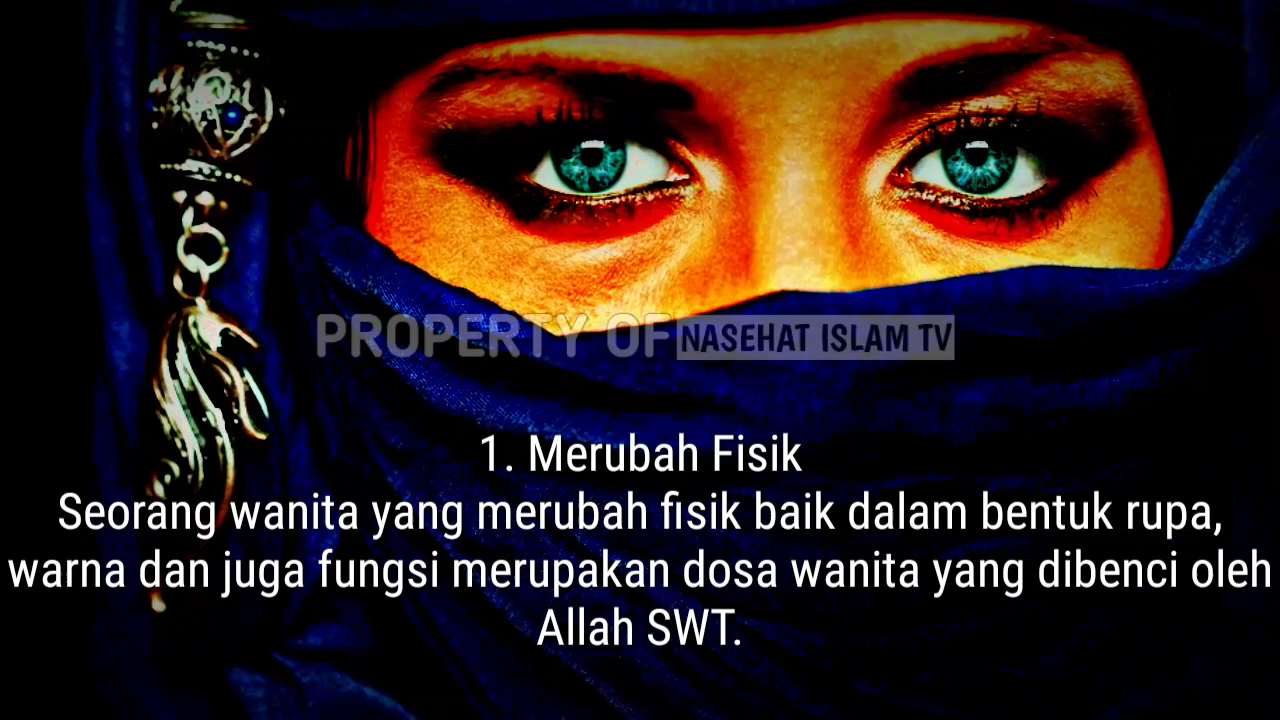 PROPERTY OF NASEHAT ISLAM TV
1. Merubah Fisik
Seorang wanita yang merubah fisik baik dalam bentuk rupa,
warna dan juga fungsi merupakan dosa wanita yang dibenci oleh
Allah SWT.